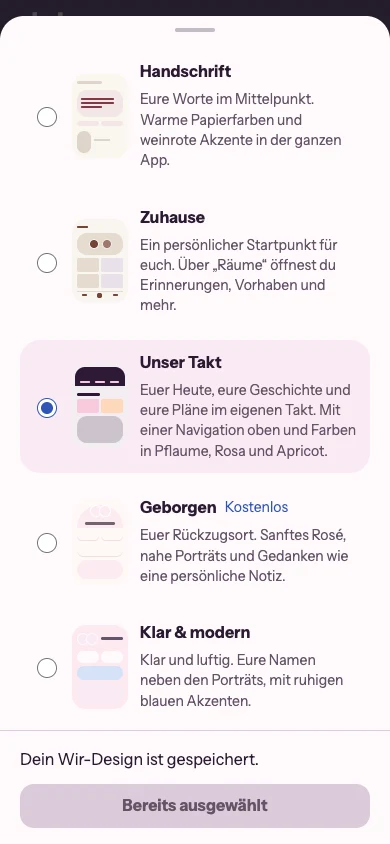 Handschrift
Eure Worte im Mittelpunkt.
Warme Papierfarben und
weinrote Akzente in der ganzen
App.
Zuhause
Ein persönlicher Startpunkt für
euch. Über „Räume“ öffnest du
Erinnerungen, Vorhaben und
mehr.
Unser Takt
Euer Heute, eure Geschichte und
eure Pläne im eigenen Takt. Mit
einer Navigation oben und Farben
in Pflaume, Rosa und Apricot.
Geborgen Kostenlos
Euer Rückzugsort. Sanftes Rosé,
nahe Porträts und Gedanken wie
eine persönliche Notiz.
Klar & modern
Klar und luftig. Eure Namen
neben den Porträts, mit ruhigen
blauen Akzenten.
Dein Wir-Design ist gespeichert.
Bereits ausgewählt